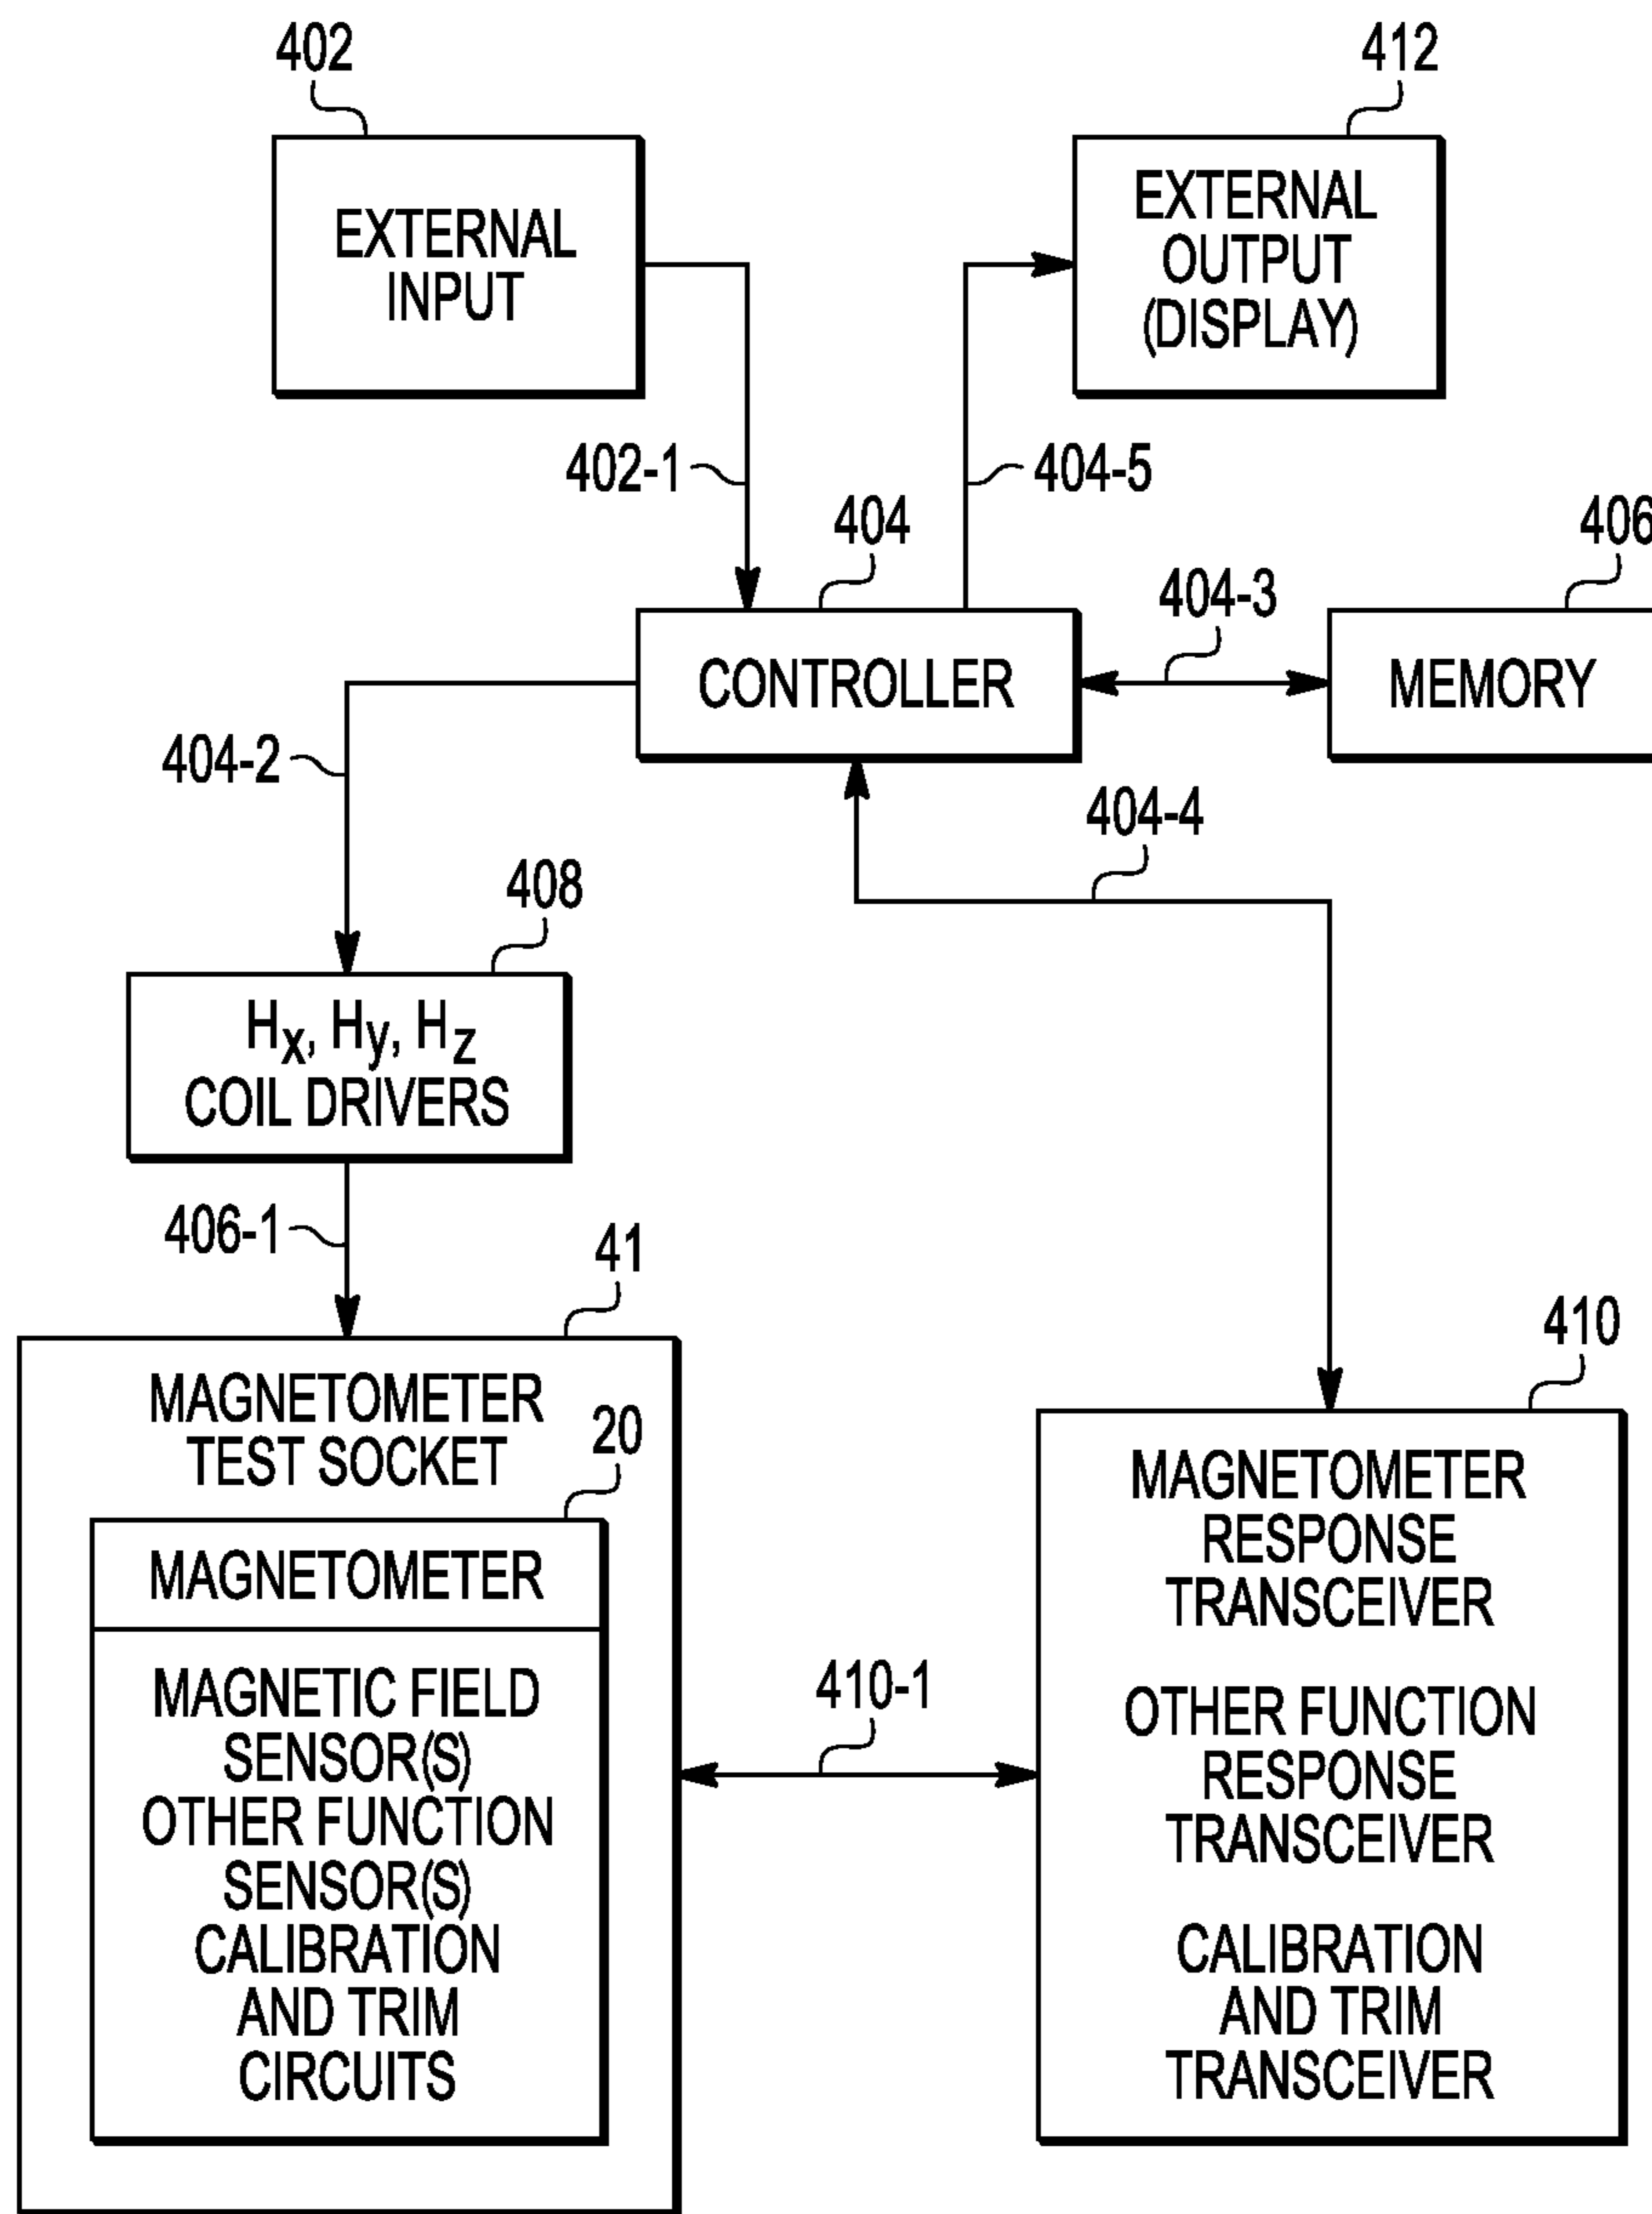 402
412
EXTERNAL
INPUT
EXTERNAL
OUTPUT
(DISPLAY)
402-1
404-5
404
406
404-3
CONTROLLER
MEMORY
404-2
404-4
408
Hx, Hy, Hz
COIL DRIVERS
406-1
41
410
MAGNETOMETER
TEST SOCKET
20
MAGNETOMETER
MAGNETIC FIELD
SENSOR(S)
OTHER FUNCTION
SENSOR(S)
CALIBRATION
AND TRIM
CIRCUITS
410-1
MAGNETOMETER
RESPONSE
TRANSCEIVER
OTHER FUNCTION
RESPONSE
TRANSCEIVER
CALIBRATION
AND TRIM
TRANSCEIVER